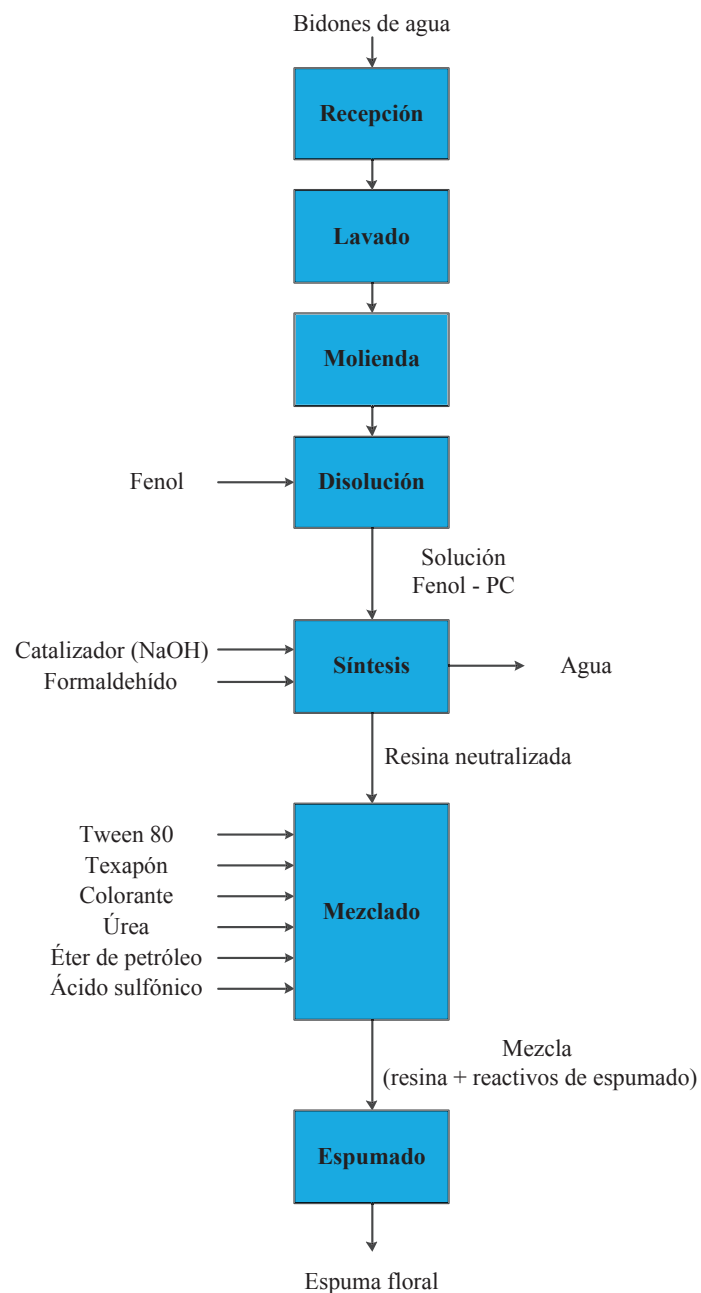 Bidones de agua
Recepción
Lavado
Molienda
Fenol
Disolución
Solución
Fenol - PC
Catalizador (NaOH)
Formaldehído
Síntesis
Agua
Resina neutralizada
Tween 80
Texapón
Colorante
Úrea
Éter de petróleo
Ácido sulfónico
Mezclado
Mezcla
(resina + reactivos de espumado)
Espumado
Espuma floral